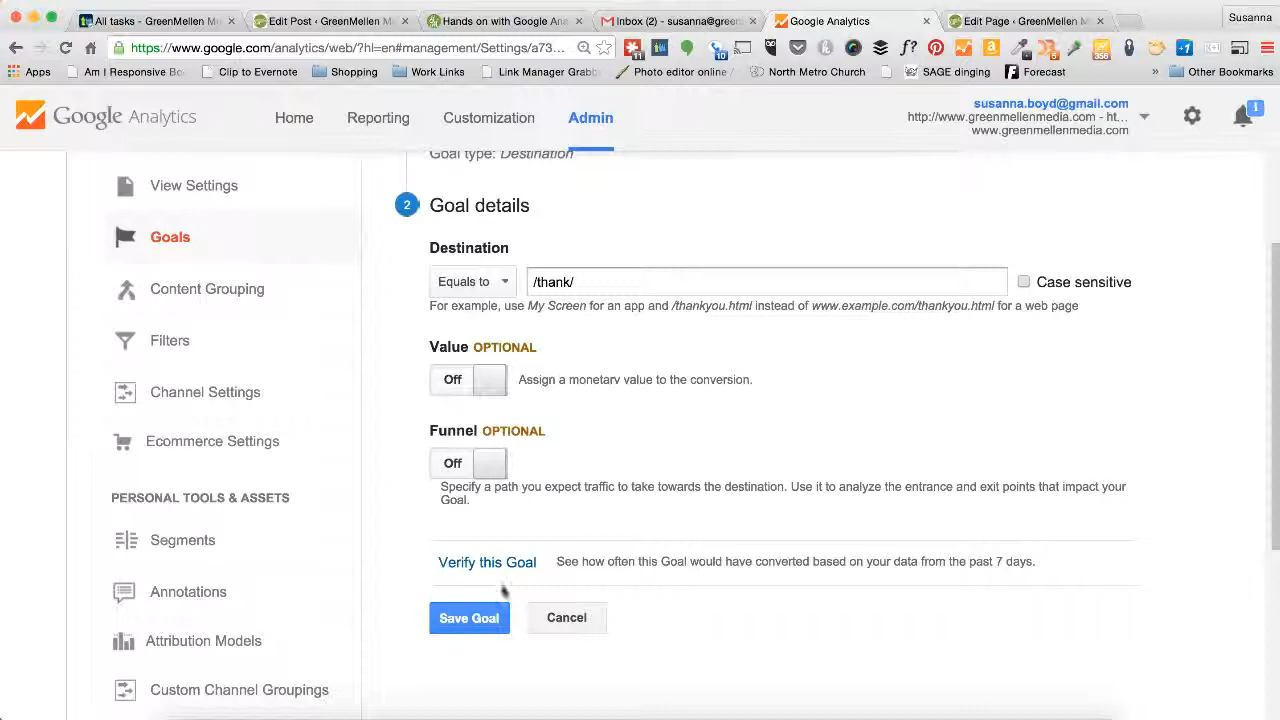 All tasks - GreenMellen
Edit Post ‹ GreenMellen M
Hands on with Google Ana
Inbox (2) - susanna@green
Google Analytics
Edit Page ‹ GreenMellen M
Susanna
https://www.google.com/analytics/web/?hl=en#management/Settings/a73...
11
10
f?
5
356
+1
Apps
Am I Responsive
Clip to Evernote
Shopping
Work Links
Link Manager Grabb
Photo editor online
North Metro Church
SAGE dinging
Forecast
»
Other Bookmarks
Google Analytics
Home
Reporting
Customization
Admin
susanna.boyd@gmail.com
http://www.greenmellenmedia.com - ht...
www.greenmellenmedia.com
1
View Settings
Goals
Content Grouping
Filters
Channel Settings
Ecommerce Settings
PERSONAL TOOLS & ASSETS
Segments
Annotations
Attribution Models
Custom Channel Groupings
Goal type: Destination
2
Goal details
Destination
Equals to
/thank/
Case sensitive
For example, use My Screen for an app and /thankyou.html instead of www.example.com/thankyou.html for a web page
Value OPTIONAL
Off
Assign a monetary value to the conversion.
Funnel OPTIONAL
Off
Specify a path you expect traffic to take towards the destination. Use it to analyze the entrance and exit points that impact your
Goal.
Verify this Goal
See how often this Goal would have converted based on your data from the past 7 days.
Save Goal
Cancel